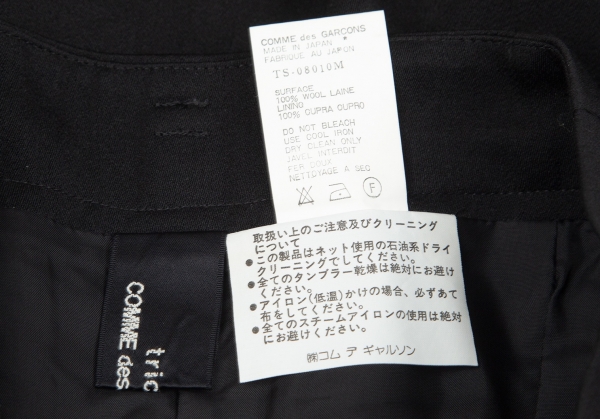 COMME des GARCONS
MADE IN JAPAN
FABRIQUE AU JAPON
TS-08010M
SURFACE
100% WOOL LAINE
LINING
100% CUPRA CUPRO
DO NOT BLEACH
USE COOL IRON
DRY CLEAN ONLY
JAVEL INTERDIT
FER DOUX
NETTOYAGE A SEC
F
取扱い上のご注意及びクリーニング
について
●この製品はネット使用の石油系ドライ
クリーニングでしてください。
●全てのタンブラー乾燥は絶対にお避け
ください。
●アイロン(低温)かけの場合、必ずあて
布をしてください。
●全てのスチームアイロンの使用は絶対
にお避けください。
㈱コム デ ギャルソン
tric
COMME des